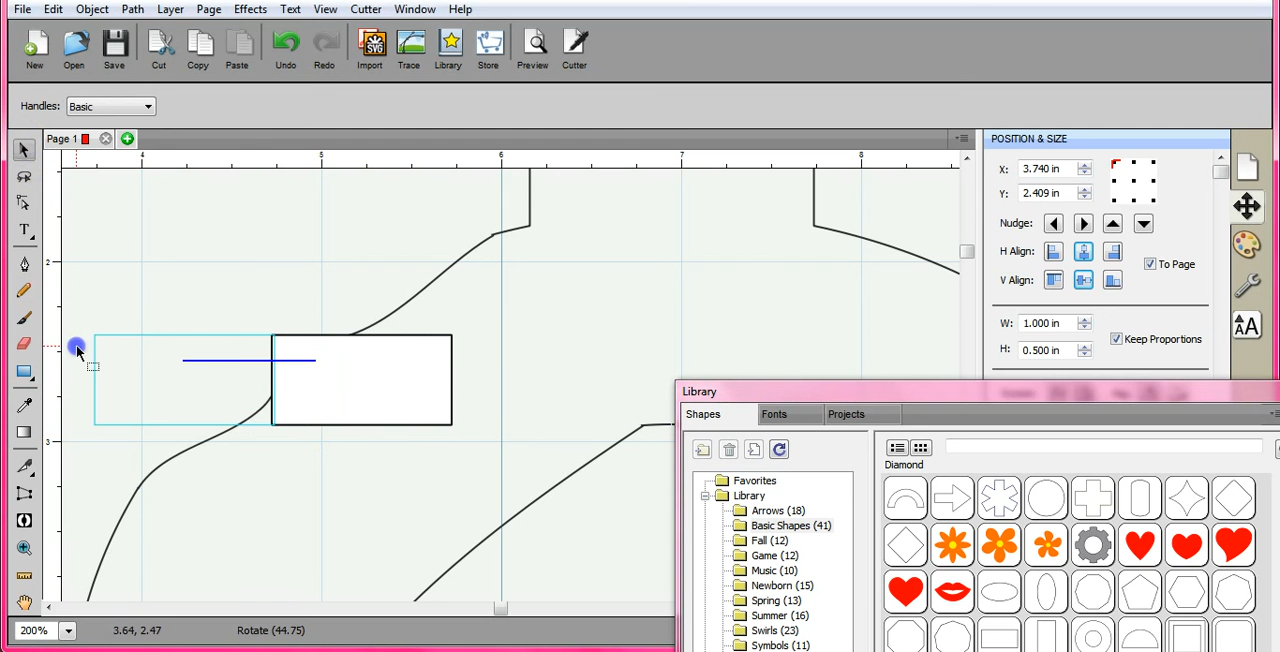 File Edit Object Path Layer Page Effects Text View Cutter Window Help
New Open Save Cut Copy Paste Undo Redo Import Trace Library Store Preview Cutter
SVG
Handles: Basic
Page 1
POSITION & SIZE
4 5 6 7 8
X: 3.740 in
Y: 2.409 in
Nudge:
H Align:
To Page
V Align:
W: 1.000 in
Keep Proportions
H: 0.500 in
2
3
T
AA
Library
Shapes Fonts Projects
Diamond
Favorites
Library
Arrows (18)
Basic Shapes (41)
Fall (12)
Game (12)
Music (10)
Newborn (15)
Spring (13)
Summer (16)
Swirls (23)
Symbols (11)
200% 3.64, 2.47 Rotate (44.75)